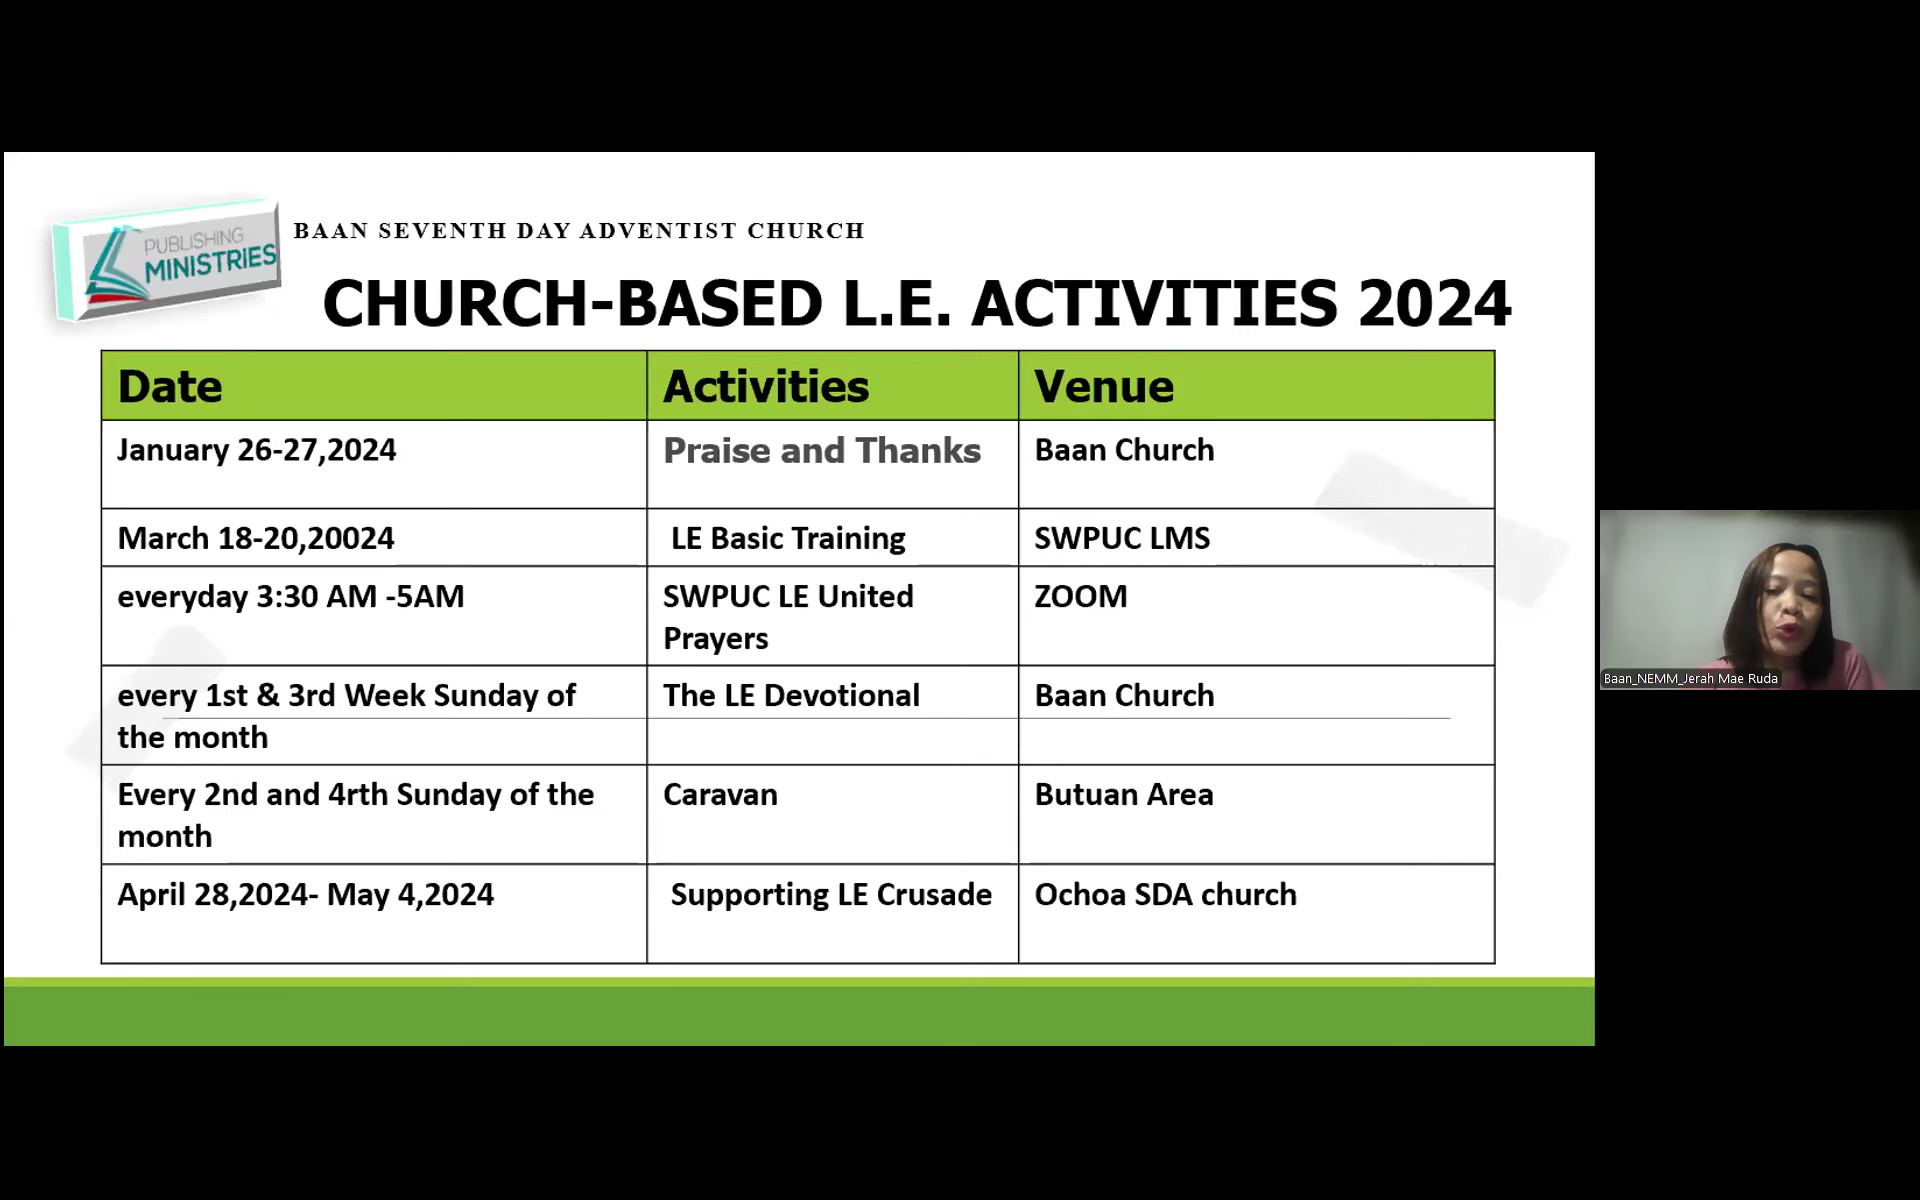 PUBLISHING
MINISTRIES
BAAN SEVENTH DAY ADVENTIST CHURCH
CHURCH-BASED L.E. ACTIVITIES 2024
Date Activities Venue
January 26-27,2024 Praise and Thanks Baan Church
March 18-20,20024 LE Basic Training SWPUC LMS
everyday 3:30 AM -5AM SWPUC LE United ZOOM
Prayers
every 1st & 3rd Week Sunday of The LE Devotional Baan Church
the month
Every 2nd and 4rth Sunday of the Caravan Butuan Area
month
April 28,2024- May 4,2024 Supporting LE Crusade Ochoa SDA church
Baan_NEMM_Jerah Mae Ruda